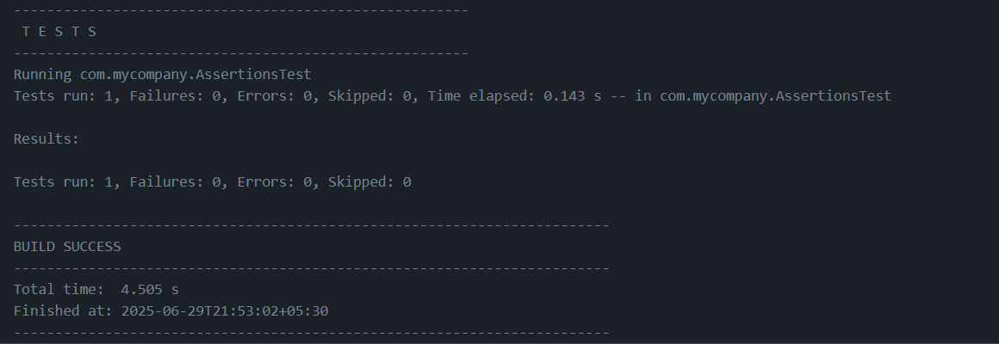 -------------------------------------------------------
 T E S T S
-------------------------------------------------------
Running com.mycompany.AssertionsTest
Tests run: 1, Failures: 0, Errors: 0, Skipped: 0, Time elapsed: 0.143 s -- in com.mycompany.AssertionsTest

Results:

Tests run: 1, Failures: 0, Errors: 0, Skipped: 0

------------------------------------------------------------------------
BUILD SUCCESS
------------------------------------------------------------------------
Total time:  4.505 s
Finished at: 2025-06-29T21:53:02+05:30
------------------------------------------------------------------------